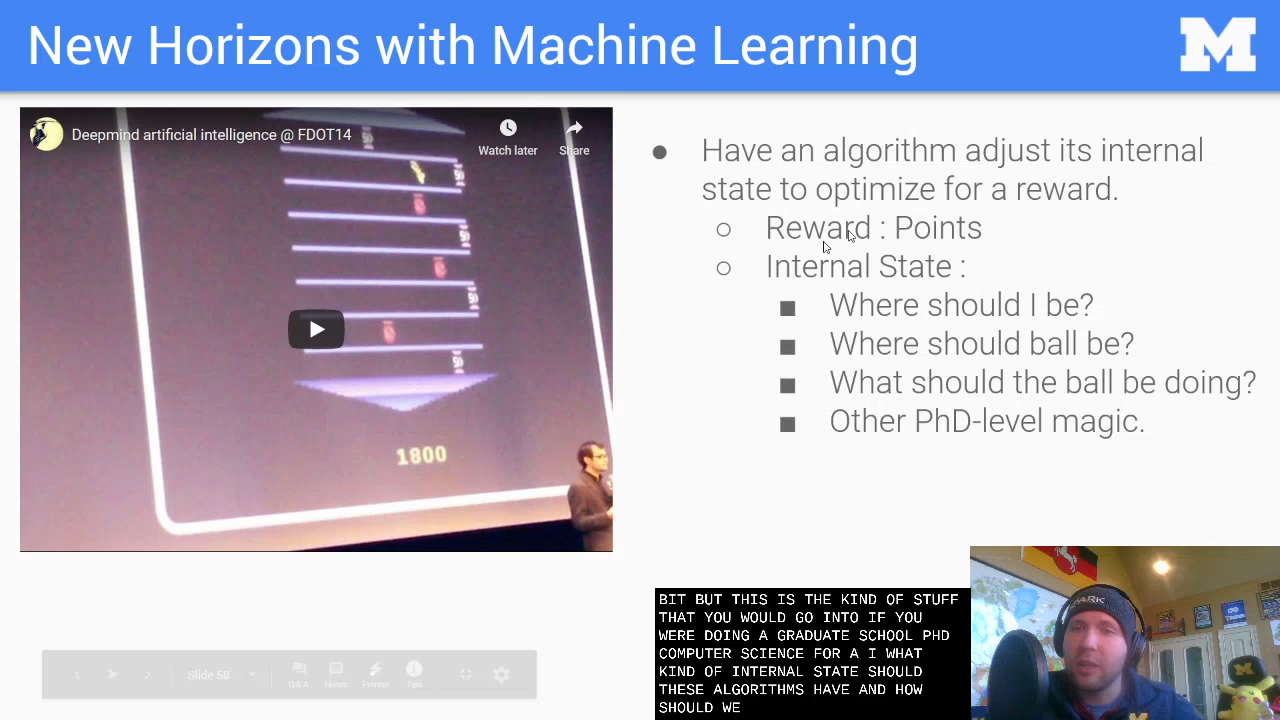 New Horizons with Machine Learning
M
Deepmind artificial intelligence @ FDOT14
Watch later
Share
1800
● Have an algorithm adjust its internal
state to optimize for a reward.
○ Reward : Points
○ Internal State :
■ Where should I be?
■ Where should ball be?
■ What should the ball be doing?
■ Other PhD-level magic.
Slide 58
Q & A
Notes
Pointer
Tips
BIT BUT THIS IS THE KIND OF STUFF
THAT YOU WOULD GO INTO IF YOU
WERE DOING A GRADUATE SCHOOL PHD
COMPUTER SCIENCE FOR A I WHAT
KIND OF INTERNAL STATE SHOULD
THESE ALGORITHMS HAVE AND HOW
SHOULD WE
M